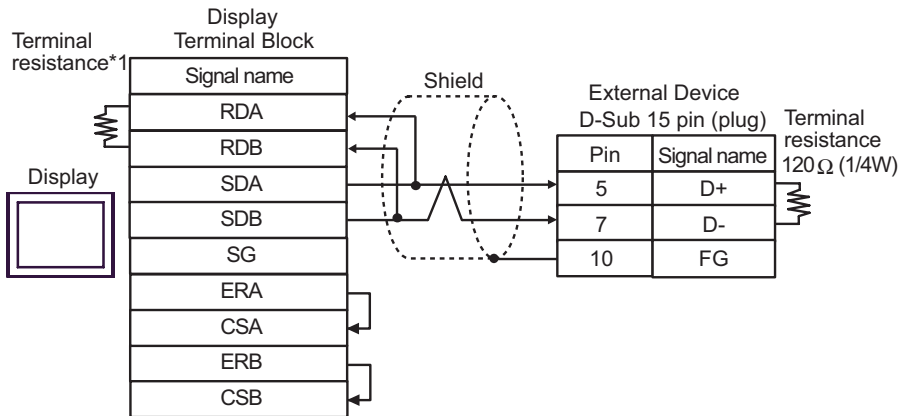 Display
Terminal Block
Terminal
resistance*1
Signal name
RDA
RDB
SDA
SDB
SG
ERA
CSA
ERB
CSB
Display
Shield
External Device
D-Sub 15 pin (plug)
Pin Signal name
5 D+
7 D-
10 FG
Terminal
resistance
120Ω (1/4W)